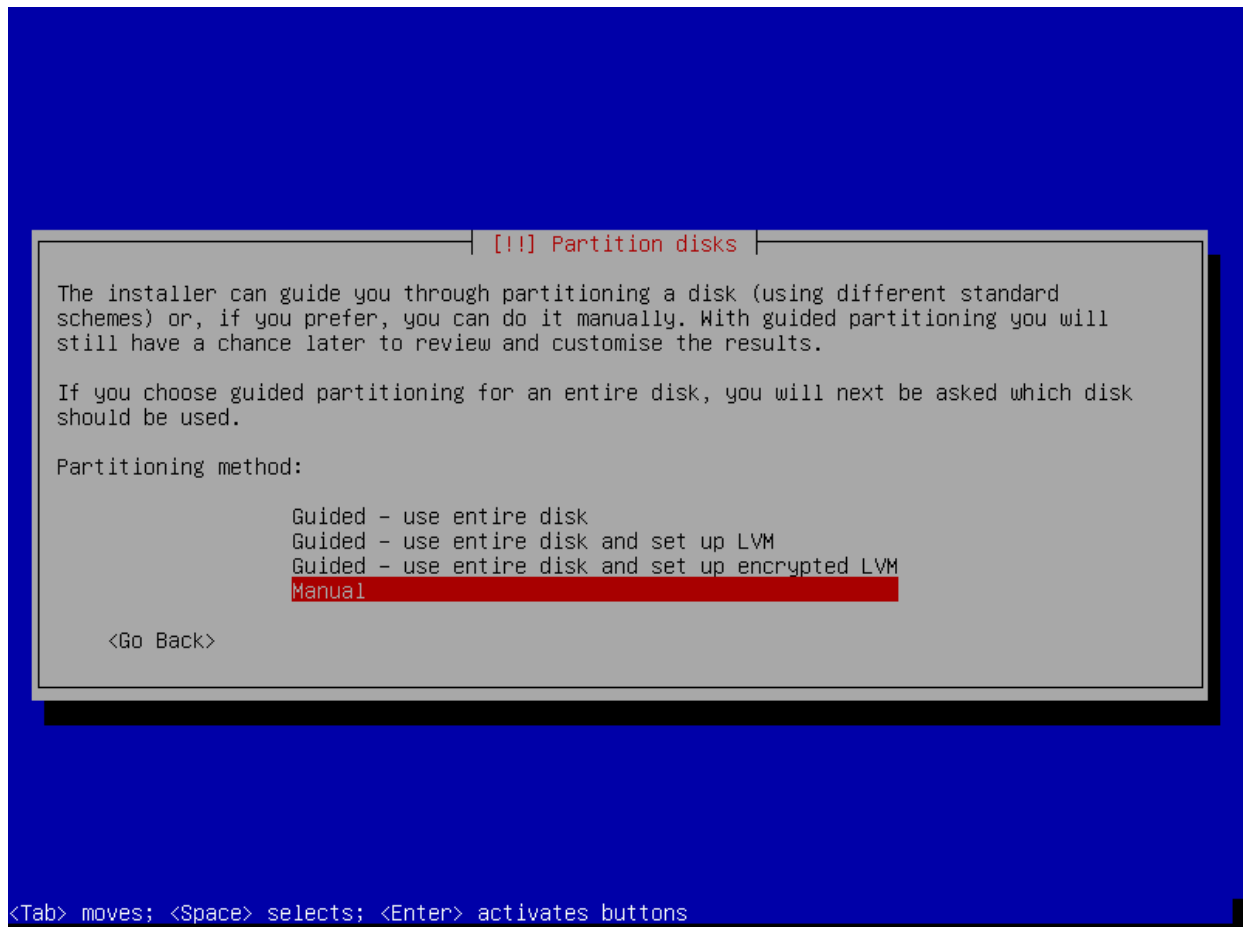 [!!] Partition disks
The installer can guide you through partitioning a disk (using different standard
schemes) or, if you prefer, you can do it manually. With guided partitioning you will
still have a chance later to review and customise the results.
If you choose guided partitioning for an entire disk, you will next be asked which disk
should be used.
Partitioning method:
Guided – use entire disk
Guided – use entire disk and set up LVM
Guided – use entire disk and set up encrypted LVM
Manual
<Go Back>
<Tab> moves; <Space> selects; <Enter> activates buttons